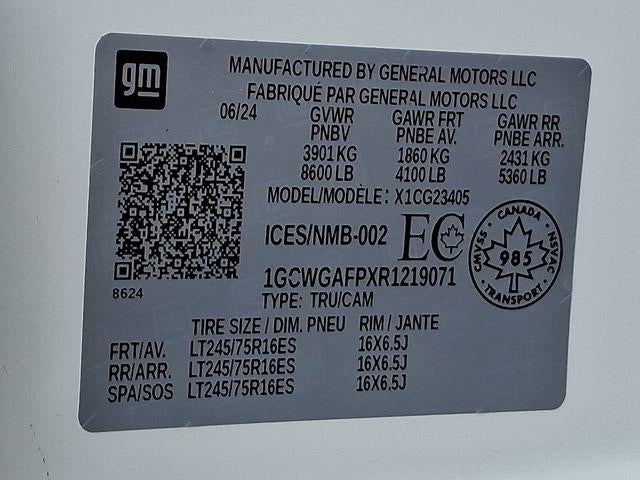 gm
MANUFACTURED BY GENERAL MOTORS LLC
FABRIQUÉ PAR GENERAL MOTORS LLC
06/24 GVWR GAWR FRT GAWR RR
PNBV PNBE AV. PNBE ARR.
3901 KG 1860 KG 2431 KG
8600 LB 4100 LB 5360 LB
MODEL/MODÈLE: X1CG23405
ICES/NMB-002 EC
CANADA
CMVSS 985 NSVAC
TRANSPORT
1GCWGAFPXR1219071
8624
TYPE: TRU/CAM
TIRE SIZE / DIM. PNEU RIM / JANTE
FRT/AV. LT245/75R16ES 16X6.5J
RR/ARR. LT245/75R16ES 16X6.5J
SPA/SOS LT245/75R16ES 16X6.5J